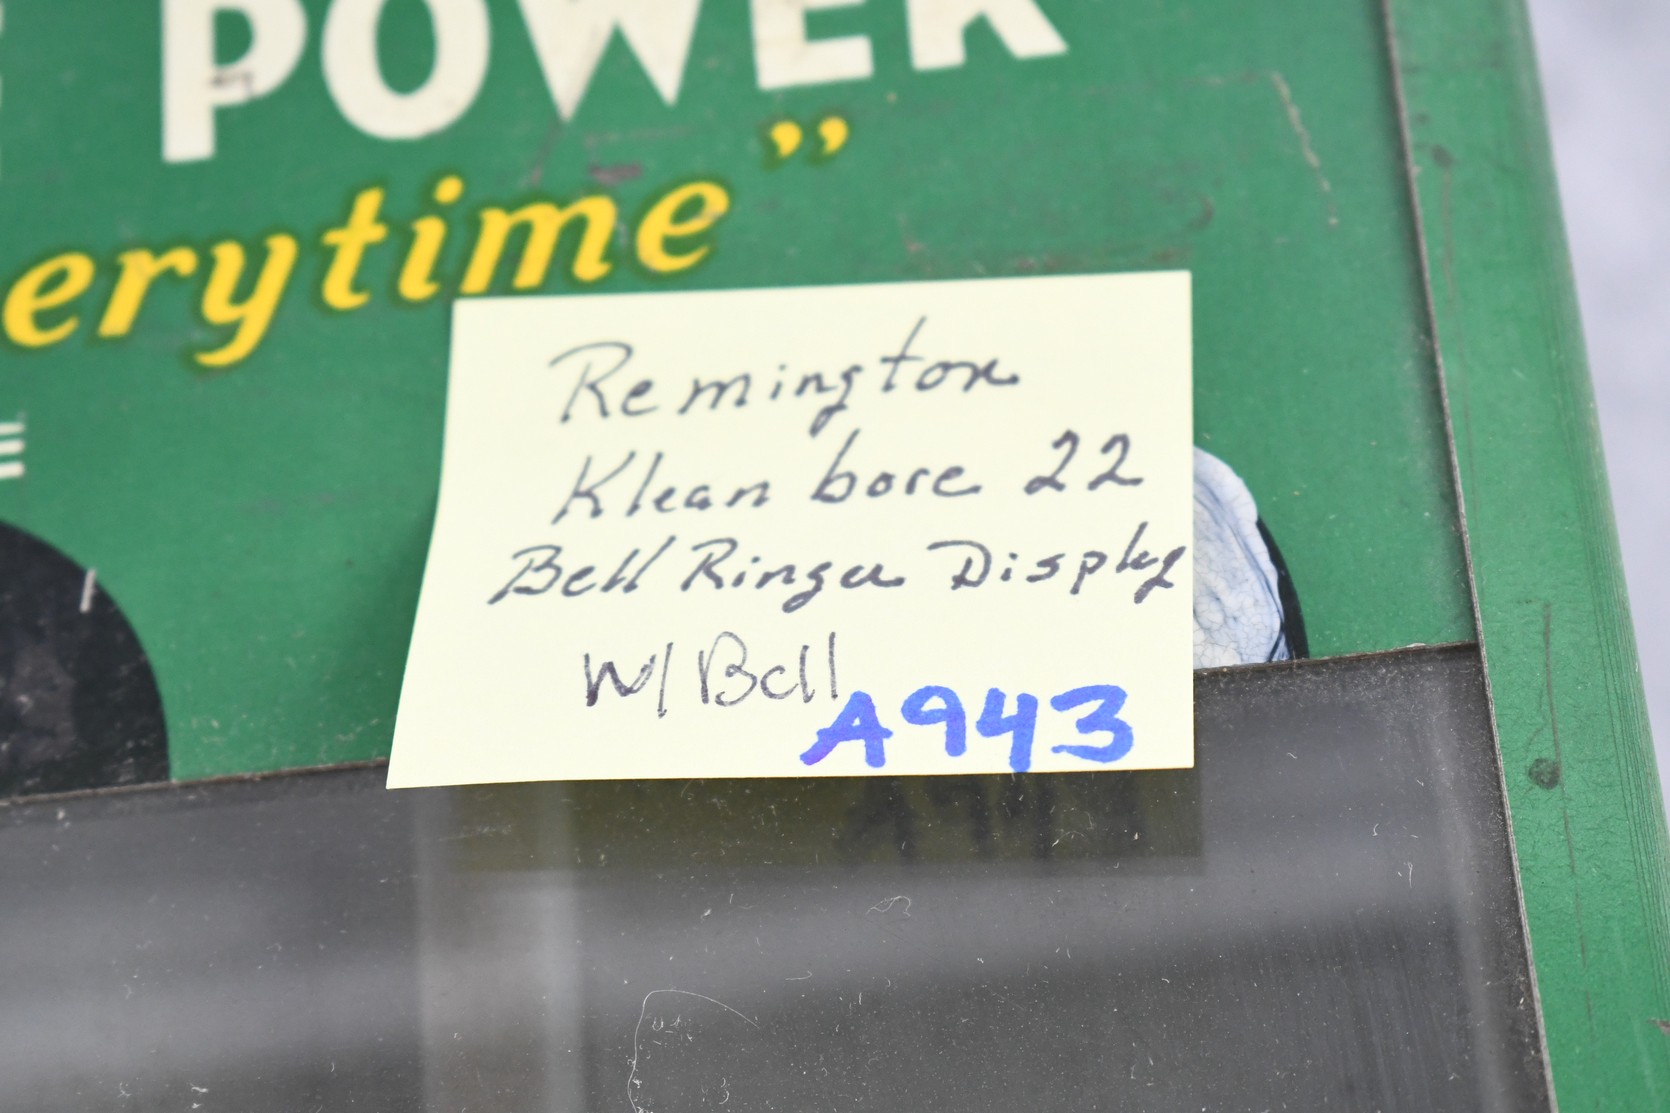 POWER
erytime”
Remington
Klean bore 22
Bell Ringer Display
W/ Bell
A943